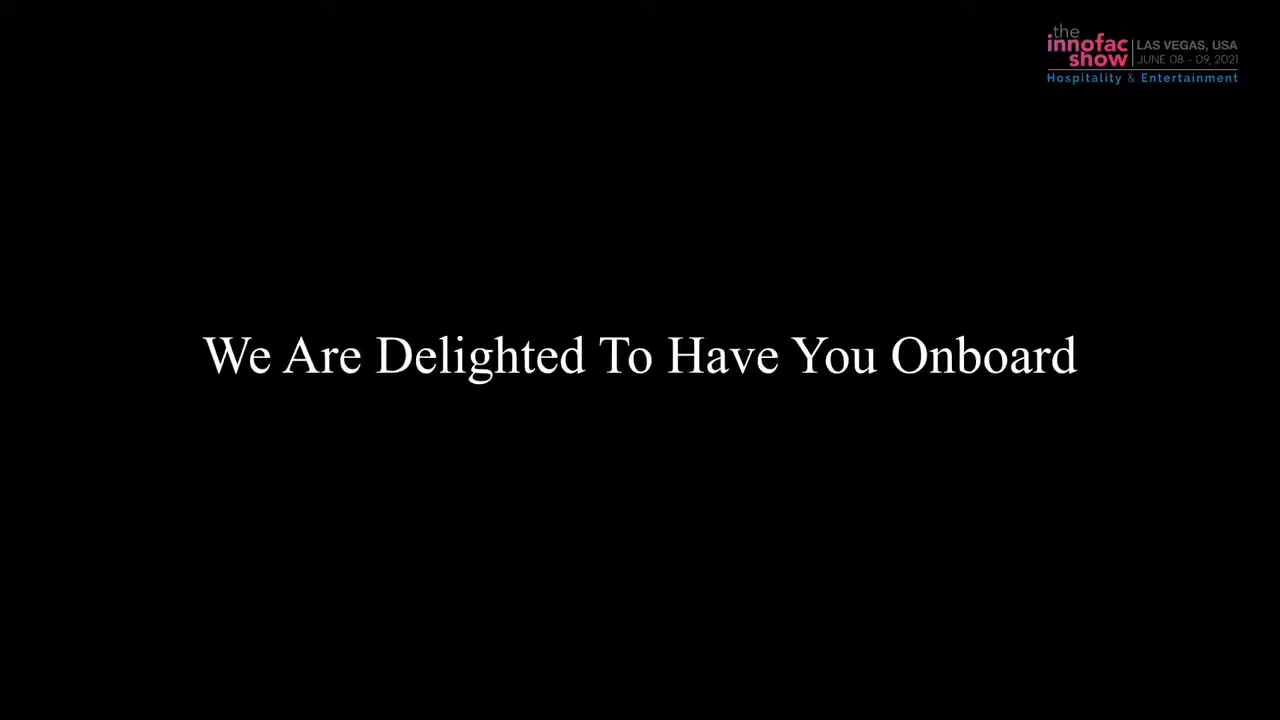 the
innofac
show
LAS VEGAS, USA
JUNE 08 - 09, 2021
Hospitality & Entertainment
We Are Delighted To Have You Onboard